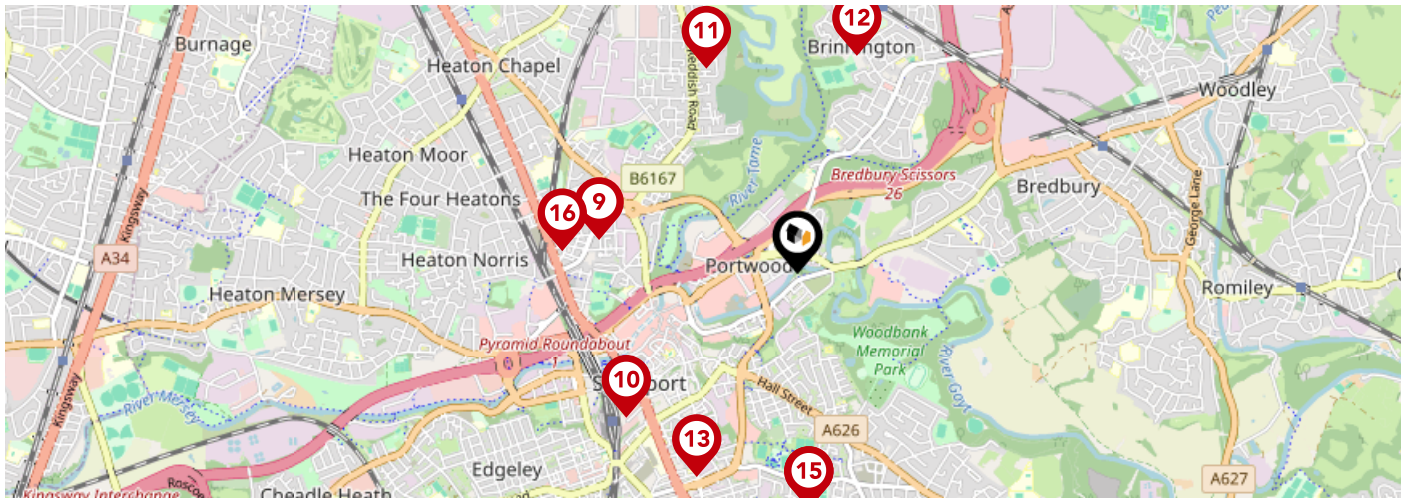 11
12
Burnage
Brinnington
Heaton Chapel
Reddish Road
Woodley
Heaton Moor
River Tame
Bredbury Scissors
26
B6167
Bredbury
Kingsway
The Four Heatons
16
9
George Lane
A34
Heaton Norris
Portwood
Heaton Mersey
Romiley
Pyramid Roundabout
1
Woodbank
Memorial
Park
River Goyt
10
Hall Street
Kingsway
River Mersey
A626
13
15
Edgeley
A627
Kingsway Interchange
Cheadle Heath